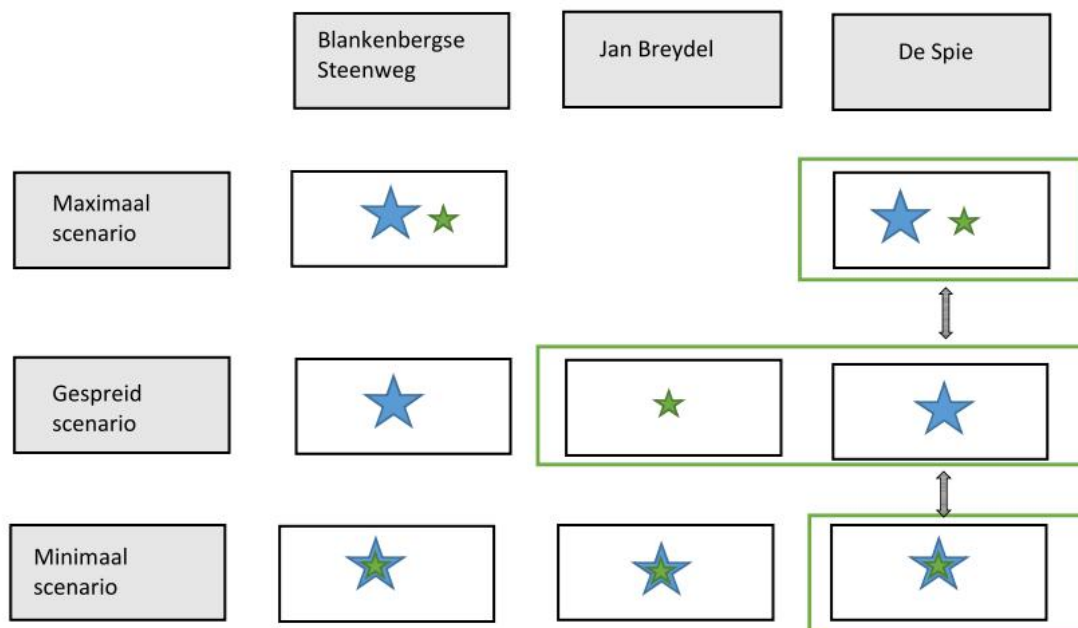 Blankenbergse
Steenweg
Jan Breydel
De Spie
Maximaal
scenario
Gespreid
scenario
Minimaal
scenario